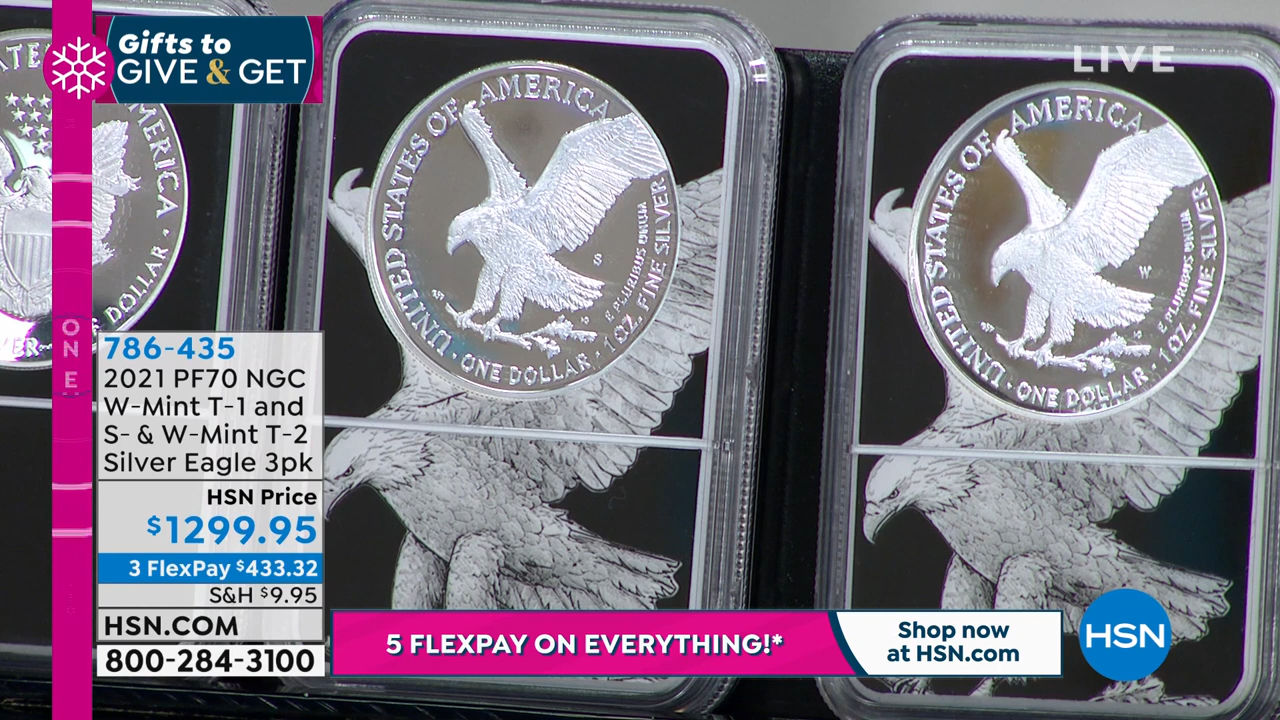 Gifts to
GIVE & GET
LIVE
ONE
786-435
2021 PF70 NGC
W-Mint T-1 and
S- & W-Mint T-2
Silver Eagle 3pk
HSN Price
$1299.95
3 FlexPay $433.32
S&H $9.95
HSN.COM
800-284-3100
5 FLEXPAY ON EVERYTHING!*
Shop now
at HSN.com
HSN
MERICA
DOLLAR
UNITED STATES OF AMERICA
S
E PLURIBUS UNUM
1 OZ. FINE SILVER
ONE DOLLAR
UNITED STATES OF AMERICA
W
E PLURIBUS UNUM
1 OZ. FINE SILVER
ONE DOLLAR